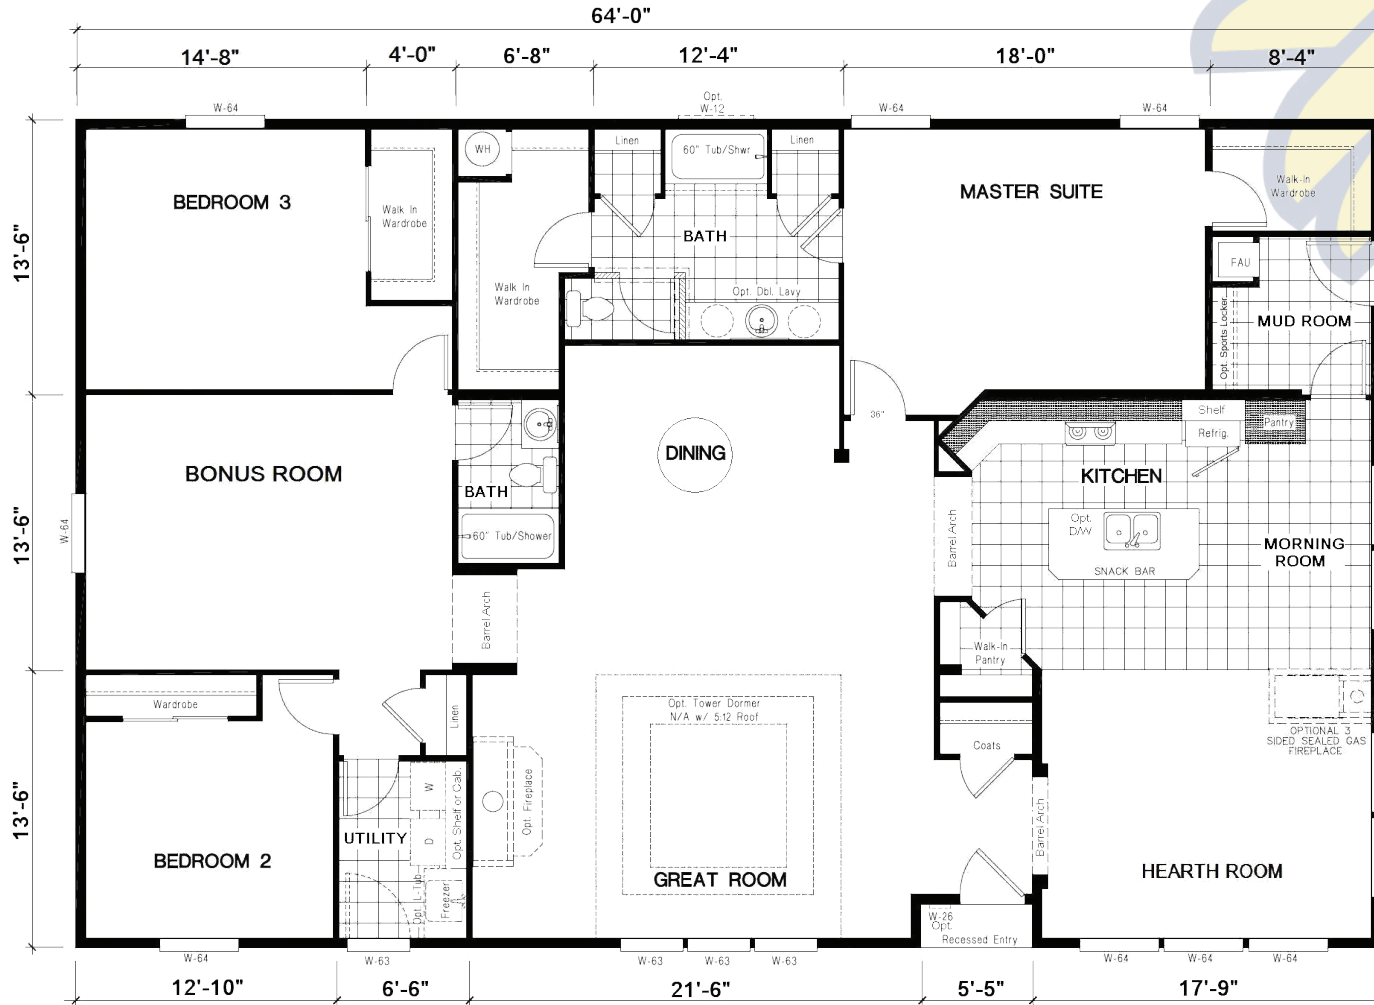 64'-0"
14'-8" 4'-0" 6'-8" 12'-4" 18'-0" 8'-4"
W-64
Opt.
W-12
W-64
W-64
WH
Linen
60" Tub/Shwr
Linen
BEDROOM 3
Walk In
Wardrobe
MASTER SUITE
Walk-In
Wardrobe
BATH
13'-6"
FAU
Walk In
Wardrobe
Opt. Dbl. Lavy
Opt. Sports Locker
MUD ROOM
36"
Shelf
Refrig.
Pantry
DINING
BONUS ROOM
KITCHEN
BATH
W-64
13'-6"
60" Tub/Shower
Barrel Arch
Opt.
D/W
SNACK BAR
MORNING
ROOM
Barrel Arch
Walk-In
Pantry
Wardrobe
Linen
Opt. Tower Dormer
N/A w/ 5:12 Roof
Coats
OPTIONAL 3
SIDED SEALED GAS
FIREPLACE
13'-6"
W
D
Opt. Shelf or Cab.
Opt. Fireplace
Barrel Arch
UTILITY
BEDROOM 2
GREAT ROOM
HEARTH ROOM
Opt. L-Tub
Freezer
W-26
Opt.
Recessed Entry
W-64
W-63
W-63
W-63
W-63
W-64
W-64
W-64
12'-10" 6'-6" 21'-6" 5'-5" 17'-9"